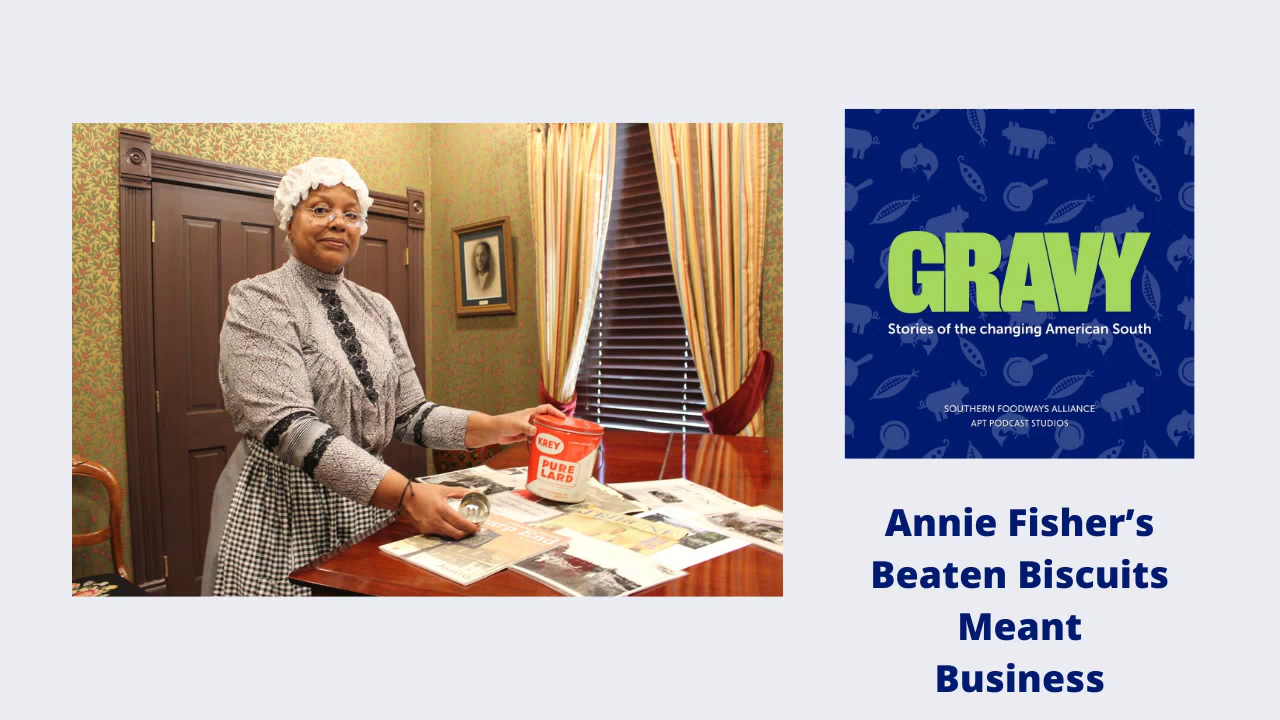 KREY
PURE
LARD
GRAVY
Stories of the changing American South
SOUTHERN FOODWAYS ALLIANCE
APT PODCAST STUDIOS
Annie Fisher’s
Beaten Biscuits
Meant
Business